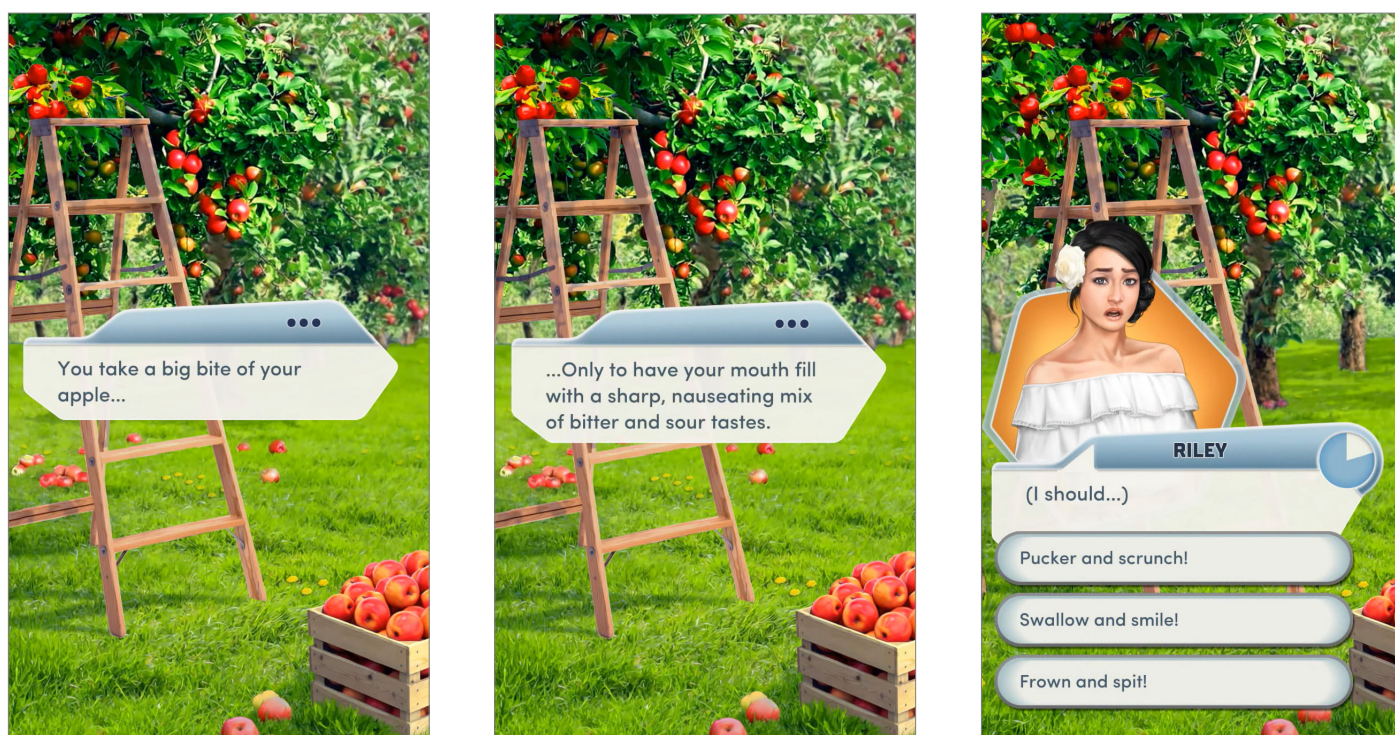 You take a big bite of your
apple...
...Only to have your mouth fill
with a sharp, nauseating mix
of bitter and sour tastes.
RILEY
(I should...)
Pucker and scrunch!
Swallow and smile!
Frown and spit!